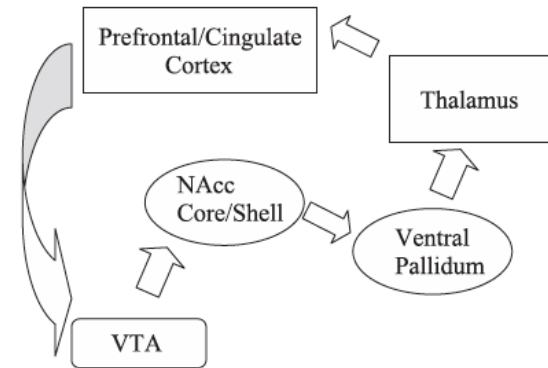 Prefrontal/Cingulate
Cortex
Thalamus
NAcc
Core/Shell
Ventral
Pallidum
VTA